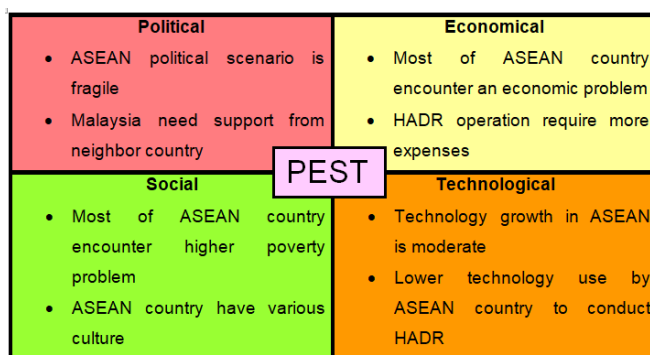 Political
• ASEAN political scenario is
fragile
• Malaysia need support from
neighbor country
Economical
• Most of ASEAN country
encounter an economic problem
• HADR operation require more
expenses
PEST
Social
• Most of ASEAN country
encounter higher poverty
problem
• ASEAN country have various
culture
Technological
• Technology growth in ASEAN
is moderate
• Lower technology use by
ASEAN country to conduct
HADR